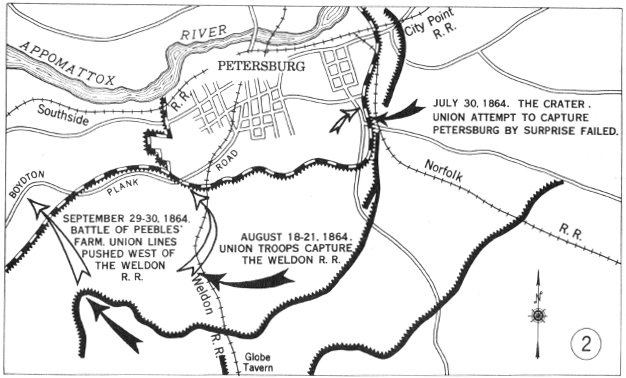 APPOMATTOX
RIVER
City Point
R. R.
PETERSBURG
Southside
R. R.
JULY 30, 1864. THE CRATER.
UNION ATTEMPT TO CAPTURE
PETERSBURG BY SURPRISE FAILED.
BOYDTON
PLANK
ROAD
Norfolk
R. R.
SEPTEMBER 29-30, 1864.
BATTLE OF PEEBLES'
FARM. UNION LINES
PUSHED WEST OF
THE WELDON
R. R.
AUGUST 18-21, 1864.
UNION TROOPS CAPTURE
THE WELDON R. R.
Weldon
R. R.
Globe
Tavern
N
2